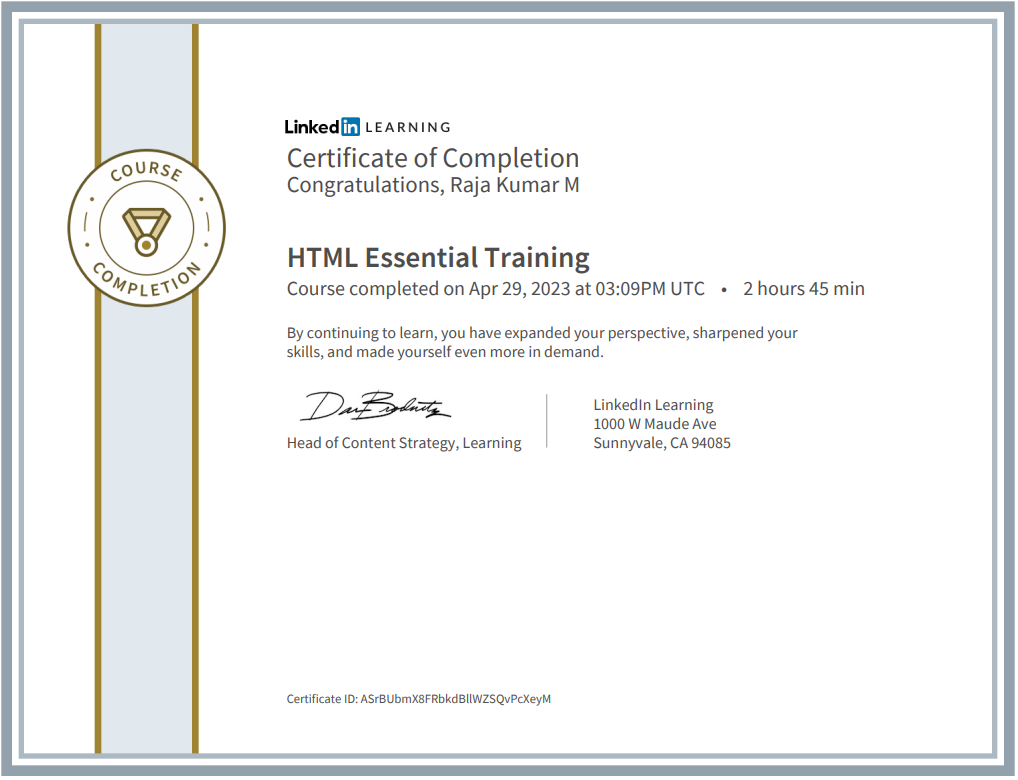 COURSE
COMPLETION
Linked in LEARNING
Certificate of Completion
Congratulations, Raja Kumar M
HTML Essential Training
Course completed on Apr 29, 2023 at 03:09PM UTC • 2 hours 45 min
By continuing to learn, you have expanded your perspective, sharpened your
skills, and made yourself even more in demand.
Head of Content Strategy, Learning
LinkedIn Learning
1000 W Maude Ave
Sunnyvale, CA 94085
Certificate ID: ASrBUbmX8FRbkdBllWZSQvPcXeyM